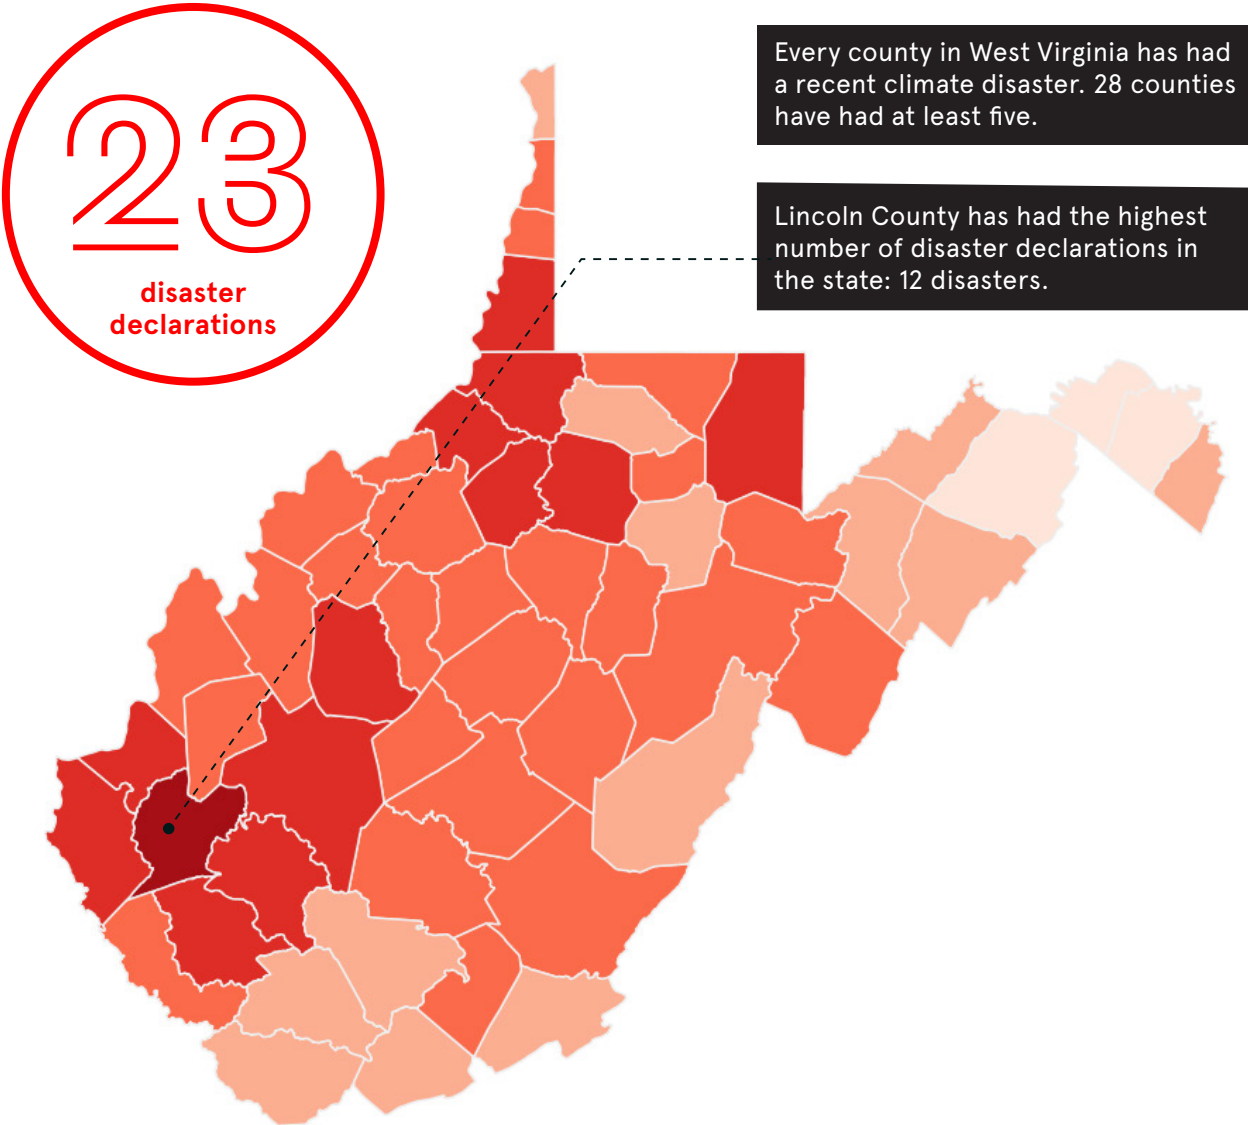 23
disaster
declarations
Every county in West Virginia has had
a recent climate disaster. 28 counties
have had at least five.
Lincoln County has had the highest
number of disaster declarations in
the state: 12 disasters.